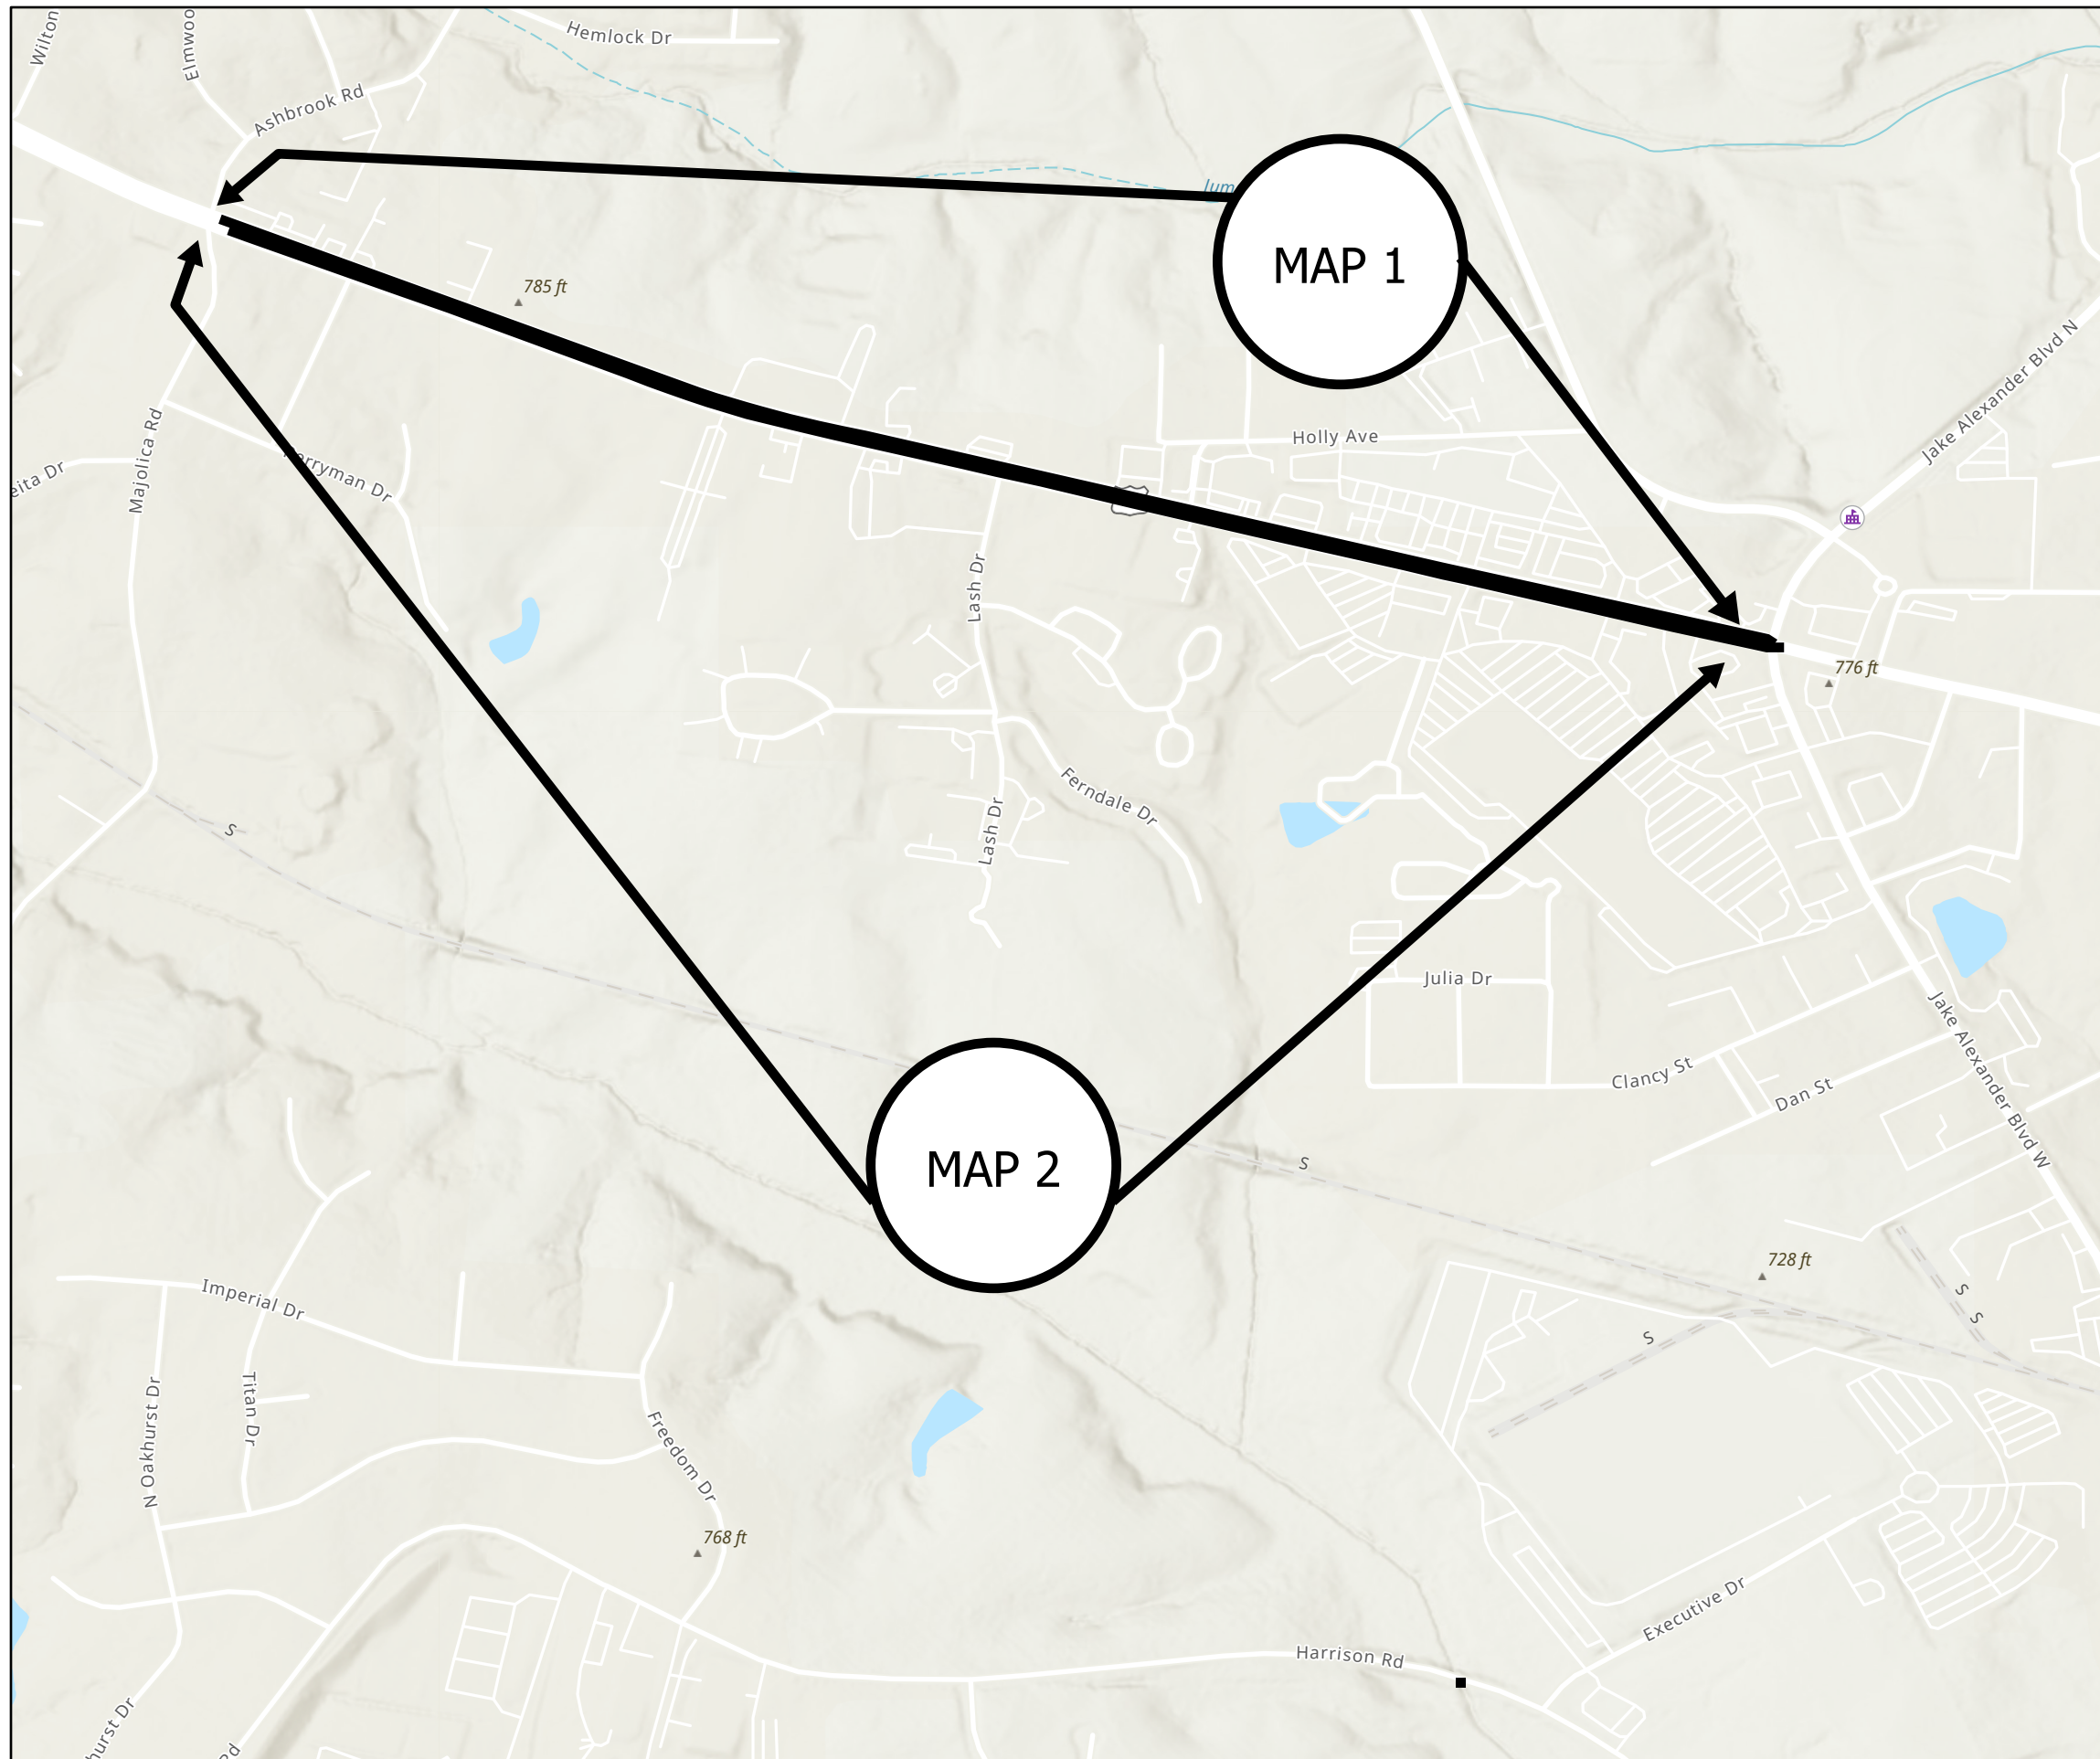 Wilton
Elmwoo
Hemlock Dr
Ashbrook Rd
Jum
MAP 1
785 ft
Jake Alexander Blvd N
Holly Ave
Majolica Rd
erryman Dr
eita Dr
Lash Dr
776 ft
Ferndale Dr
Lash Dr
S
Julia Dr
Jake Alexander Blvd W
Clancy St
Dan St
MAP 2
S
728 ft
Imperial Dr
S
S
S
N Oakhurst Dr
Titan Dr
Freedom Dr
768 ft
Executive Dr
Harrison Rd
hurst Dr
Rd